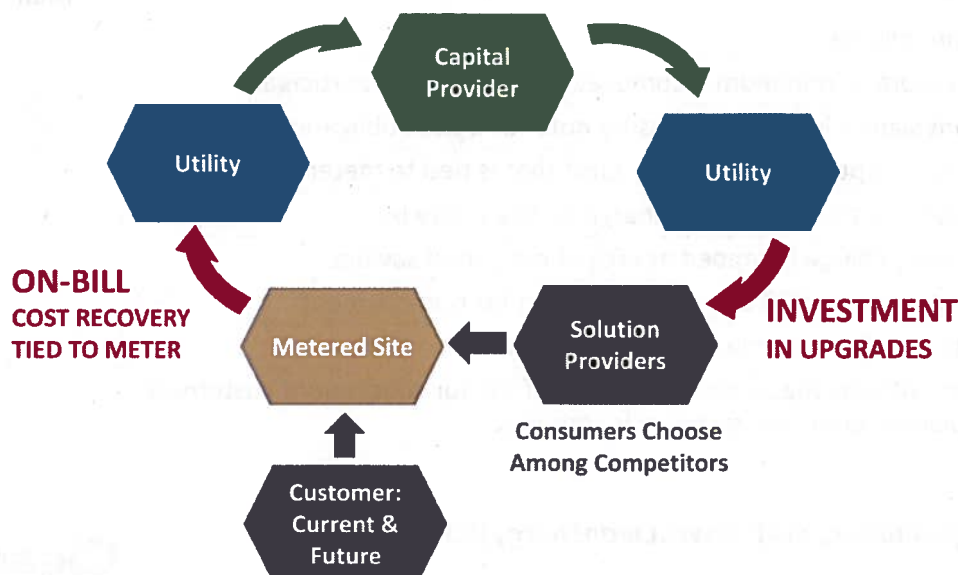 Capital
Provider
Utility
Utility
ON-BILL
COST RECOVERY
TIED TO METER
Metered Site
Solution
Providers
INVESTMENT
IN UPGRADES
Consumers Choose
Among Competitors
Customer:
Current &
Future